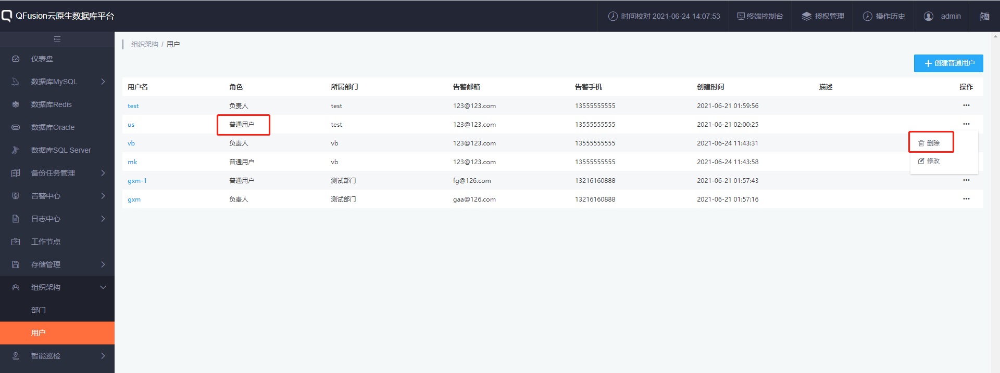 QFusion云原生数据库平台
时间校对 2021-06-24 14:07:53
终端控制台
授权管理
操作历史
admin
仪表盘
数据库MySQL
数据库Redis
数据库Oracle
数据库SQL Server
备份任务管理
告警中心
日志中心
工作节点
存储管理
组织架构
部门
用户
智能巡检
组织架构 / 用户
创建普通用户
用户名 角色 所属部门 告警邮箱 告警手机 创建时间 描述 操作
test 负责人 test 123@123.com 13555555555 2021-06-21 01:59:56
us 普通用户 test 123@123.com 13555555555 2021-06-21 02:00:25
vb 负责人 vb 123@123.com 13555555555 2021-06-24 11:43:31
删除
mk 普通用户 vb 123@123.com 13555555555 2021-06-24 11:43:58
修改
gxm-1 普通用户 测试部门 fg@126.com 13216160888 2021-06-21 01:57:43
gxm 负责人 测试部门 gaa@126.com 13216160888 2021-06-21 01:57:16